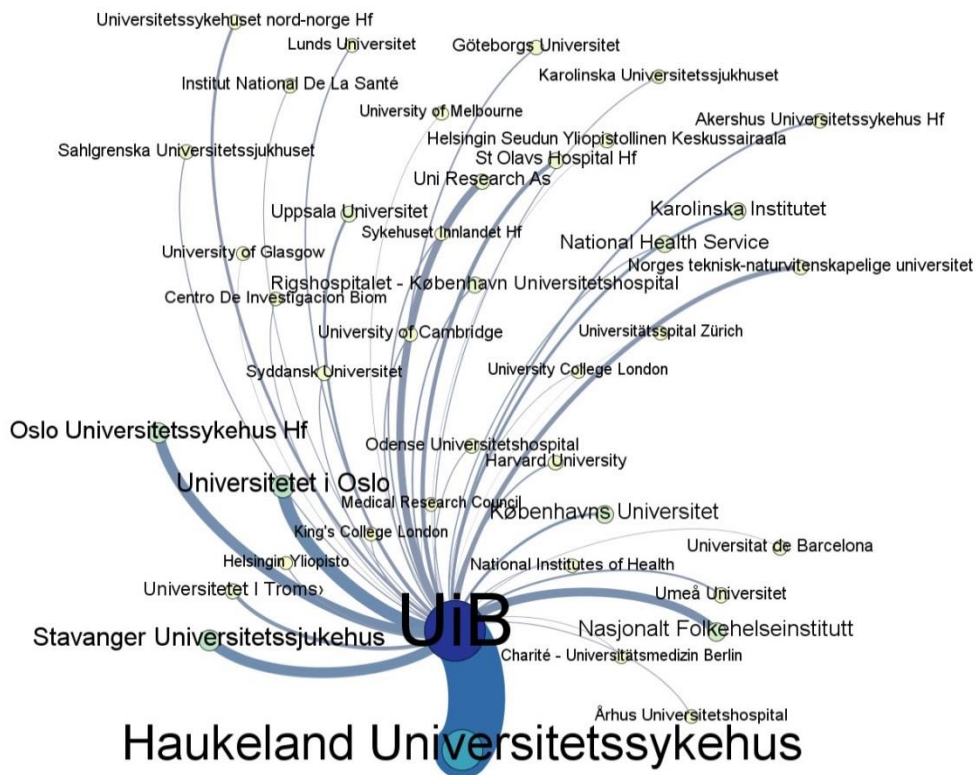 Universitetssykehuset nord-norge Hf
Lunds Universitet
Göteborgs Universitet
Institut National De La Santé
Karolinska Universitetssjukhuset
University of Melbourne
Akershus Universitetssykehus Hf
Helsingin Seudun Yliopistollinen Keskussairaala
Sahlgrenska Universitetssjukhuset
St Olavs Hospital Hf
Uni Research As
Uppsala Universitet
Karolinska Institutet
Sykehuset Innlandet Hf
National Health Service
University of Glasgow
Norges teknisk-naturvitenskapelige universitet
Rigshospitalet - København Universitetshospital
Centro De Investigacion Biom
University of Cambridge
Universitätsspital Zürich
Syddansk Universitet
University College London
Oslo Universitetssykehus Hf
Odense Universitetshospital
Harvard University
Universitetet i Oslo
Medical Research Council
Københavns Universitet
King's College London
Universitat de Barcelona
Helsingin Yliopisto
National Institutes of Health
Universitetet I Troms›
Umeå Universitet
UiB
Stavanger Universitetssjukehus
Nasjonalt Folkehelseinstitutt
Charité - Universitätsmedizin Berlin
Århus Universitetshospital
Haukeland Universitetssykehus